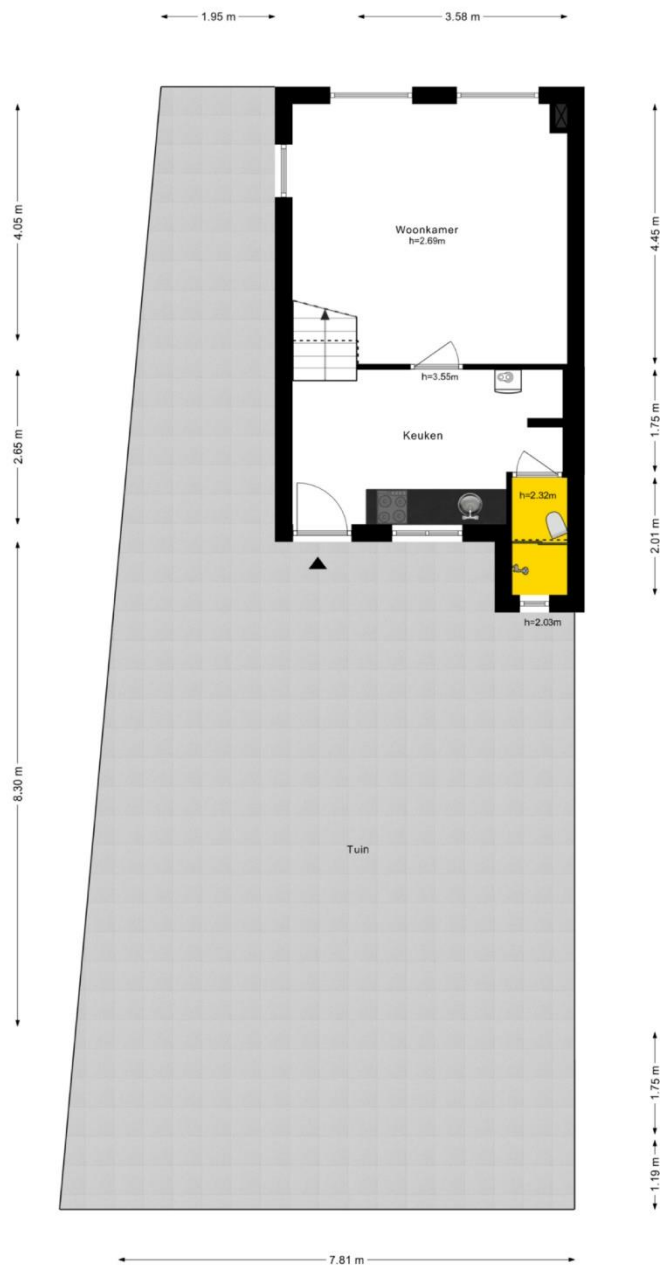 1.95 m
3.58 m
4.05 m
4.45 m
Woonkamer
h=2.69m
h=3.55m
2.65 m
1.75 m
Keuken
h=2.32m
2.01 m
h=2.03m
8.30 m
Tuin
1.75 m
1.19 m
7.81 m